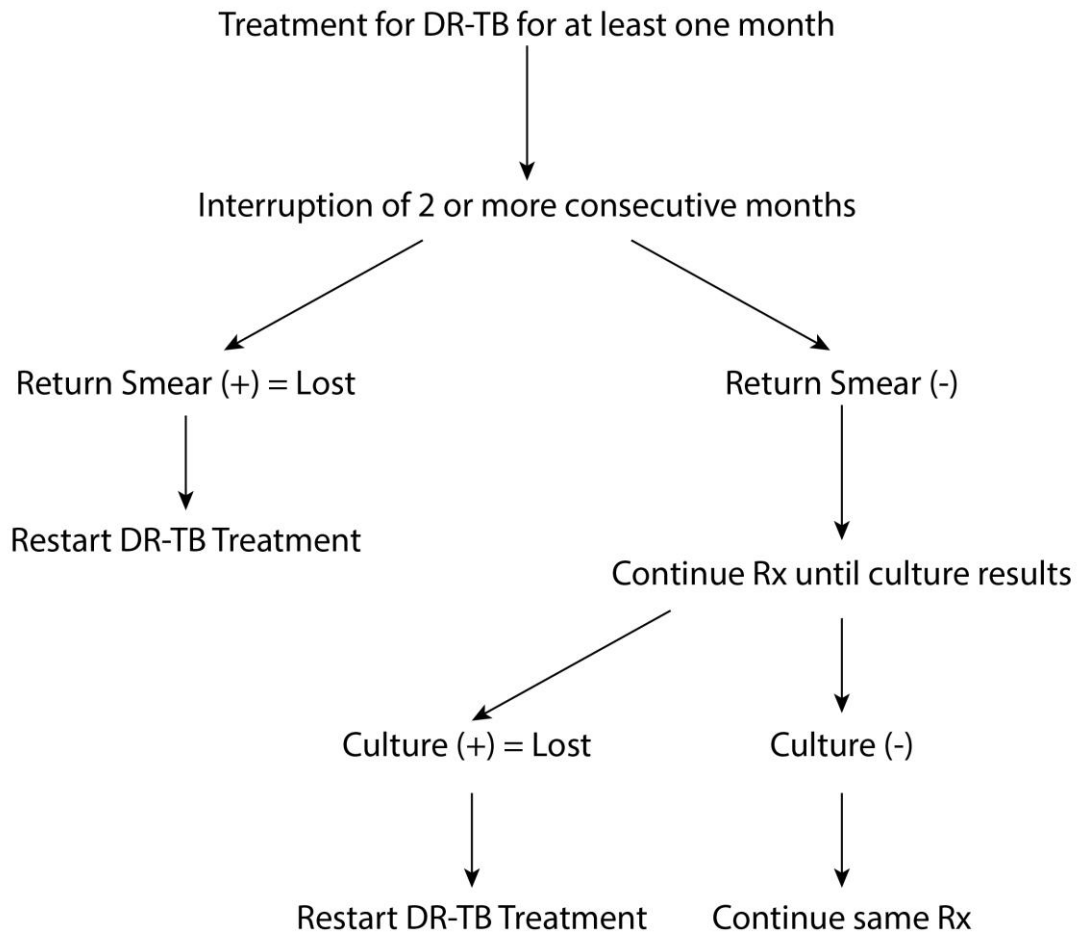 Treatment for DR-TB for at least one month
Interruption of 2 or more consecutive months
Return Smear (+) = Lost
Return Smear (-)
Restart DR-TB Treatment
Continue Rx until culture results
Culture (+) = Lost
Culture (-)
Restart DR-TB Treatment
Continue same Rx